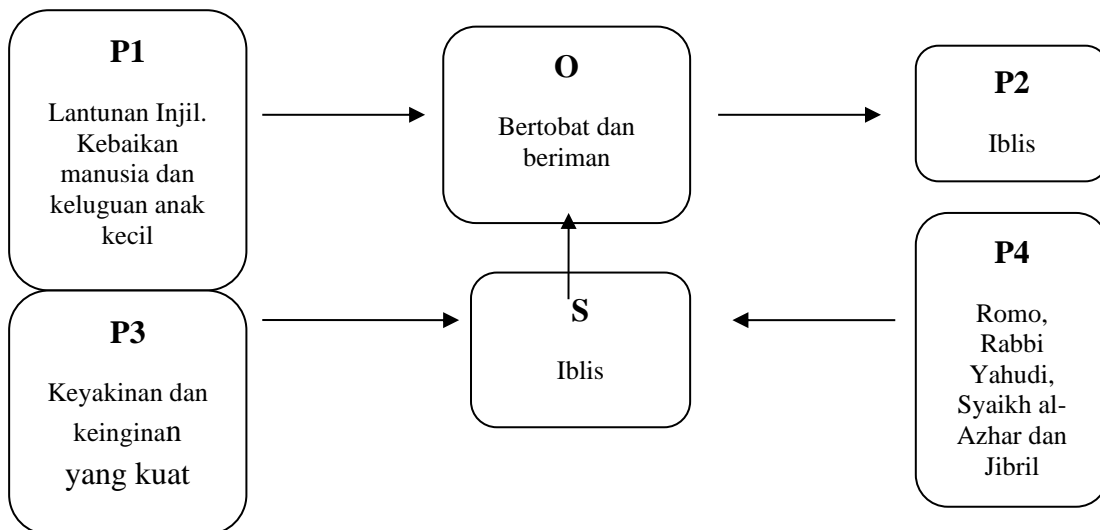 P1
Lantunan Injil.
Kebaikan
manusia dan
keluguan anak
kecil
O
Bertobat dan
beriman
P2
Iblis
P3
Keyakinan dan
keinginan
yang kuat
S
Iblis
P4
Romo,
Rabbi
Yahudi,
Syaikh al-
Azhar dan
Jibril